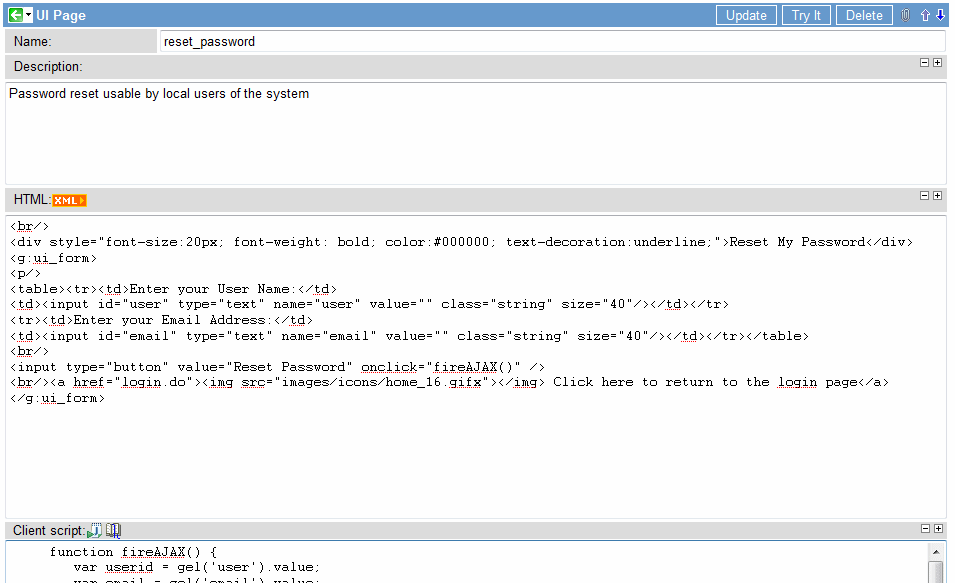 UI Page Update Try It Delete
Name: reset_password
Description:
Password reset usable by local users of the system
HTML: XML
<br/>
<div style="font-size:20px; font-weight: bold; color:#000000; text-decoration:underline;">Reset My Password</div>
<g:ui_form>
<p/>
<table><tr><td>Enter your User Name:</td>
<td><input id="user" type="text" name="user" value="" class="string" size="40"/></td></tr>
<tr><td>Enter your Email Address:</td>
<td><input id="email" type="text" name="email" value="" class="string" size="40"/></td></tr></table>
<br/>
<input type="button" value="Reset Password" onclick="fireAJAX()" />
<br/><a href="login.do"><img src="images/icons/home_16.gifx"></img> Click here to return to the login page</a>
</g:ui_form>
Client script:
function fireAJAX() {
var userid = gel('user').value;
var email = gel('email').value;